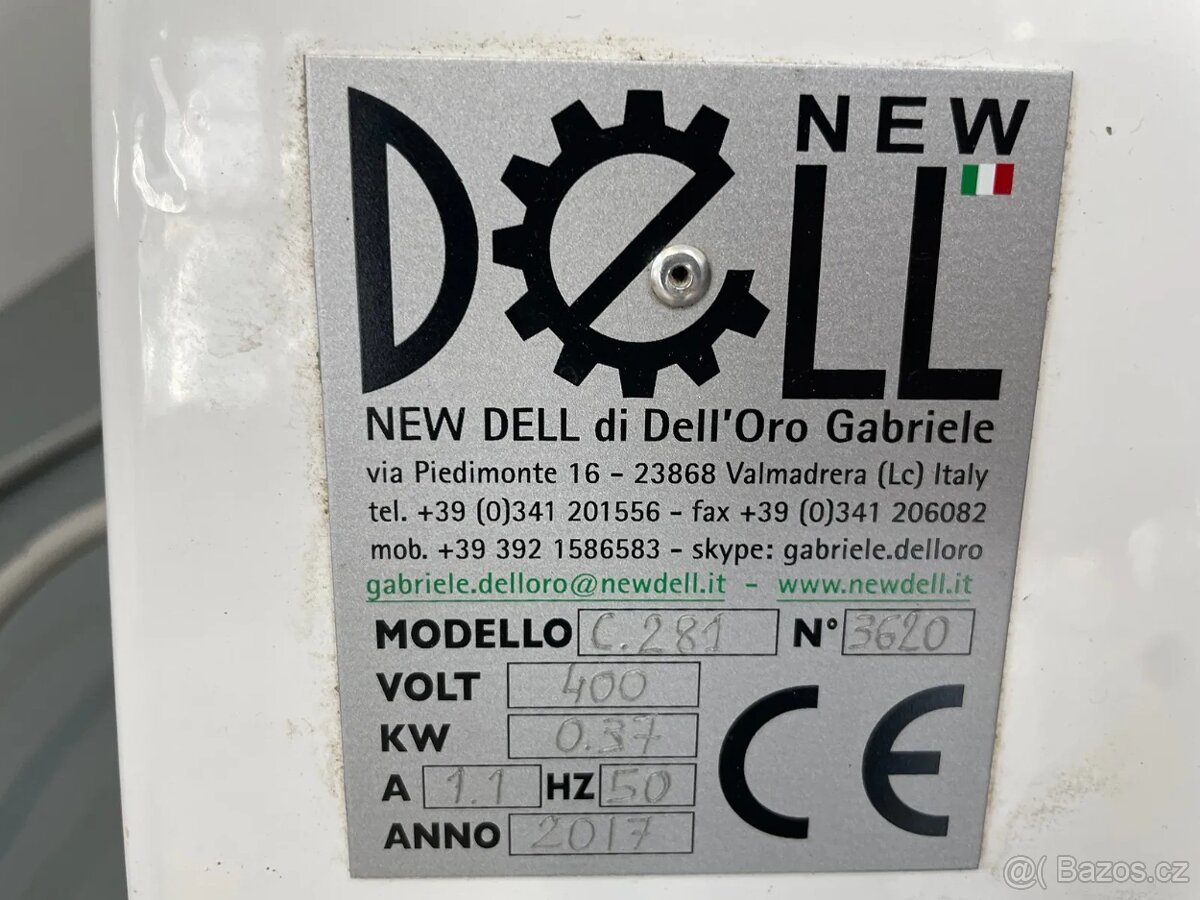 NEW
DeLL
NEW DELL di Dell'Oro Gabriele
via Piedimonte 16 - 23868 Valmadrera (Lc) Italy
tel. +39 (0)341 201556 - fax +39 (0)341 206082
mob. +39 392 1586583 - skype: gabriele.delloro
gabriele.delloro@newdell.it - www.newdell.it
MODELLO C.281 N° 3620
VOLT 400
KW 0.37
A 1.1 HZ 50
ANNO 2017
CE
@( Bazos.cz